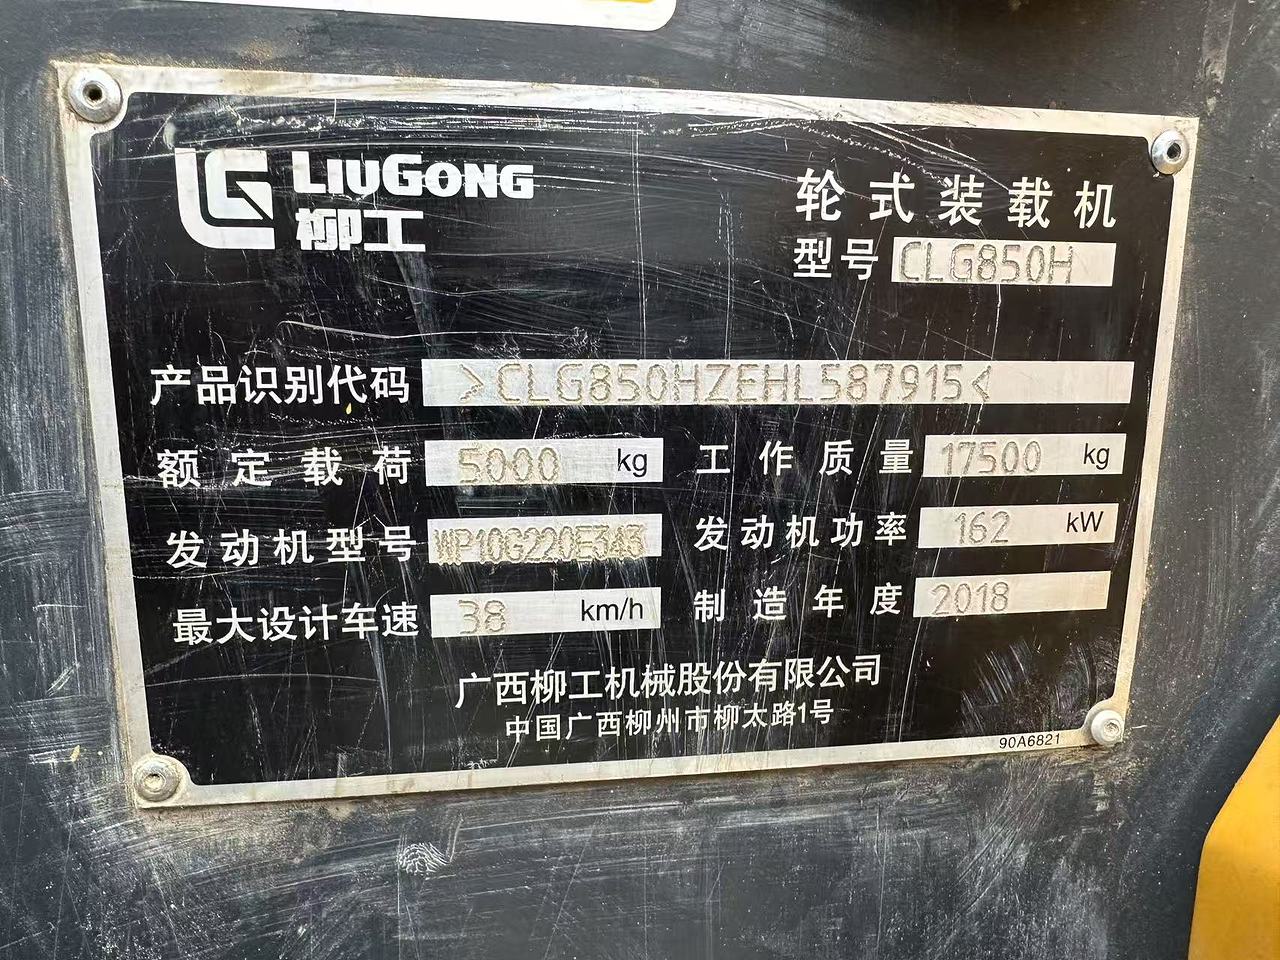 LIUGONG
柳工
轮式装载机
型号 CLG850H
产品识别代码 >CLG850HZEHL587915<
额定载荷 5000 kg 工作质量 17500 kg
发动机型号 WP10G220E343 发动机功率 162 kW
最大设计车速 38 km/h 制造年度 2018
广西柳工机械股份有限公司
中国广西柳州市柳太路1号
90A6821